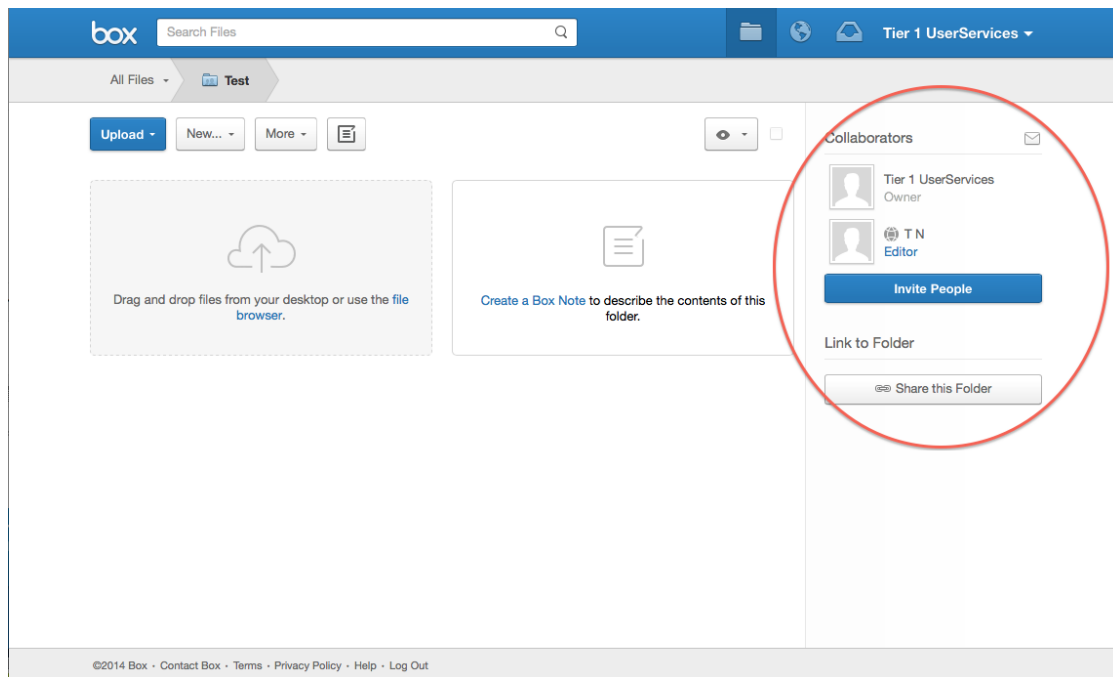 box
Search Files
Tier 1 UserServices
All Files
Test
Upload
New...
More
Drag and drop files from your desktop or use the file
browser.
Create a Box Note to describe the contents of this
folder.
Collaborators
Tier 1 UserServices
Owner
T N
Editor
Invite People
Link to Folder
Share this Folder
©2014 Box · Contact Box · Terms · Privacy Policy · Help · Log Out